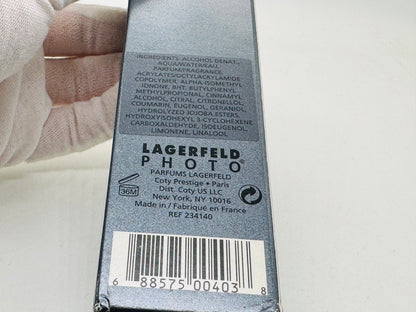 INGREDIENTS: ALCOHOL DENAT.,
AQUA/WATER/EAU,
PARFUM/FRAGRANCE,
ACRYLATES/OCTYLACRYLAMIDE
COPOLYMER, ALPHA-ISOMETHYL
IONONE, BHT, BUTYLPHENYL
METHYLPROPIONAL, CINNAMYL
ALCOHOL, CITRAL, CITRONELLOL,
COUMARIN, EUGENOL, GERANIOL,
HYDROLYZED JOJOBA ESTERS,
HYDROXYISOHEXYL 3-CYCLOHEXENE
CARBOXALDEHYDE, ISOEUGENOL,
LIMONENE, LINALOOL
LAGERFELD
PHOTO®
PARFUMS LAGERFELD
Coty Prestige • Paris
Dist. Coty US LLC
New York, NY 10016
Made in / Fabriqué en France
REF 234140
36M
6 88575 00403 8